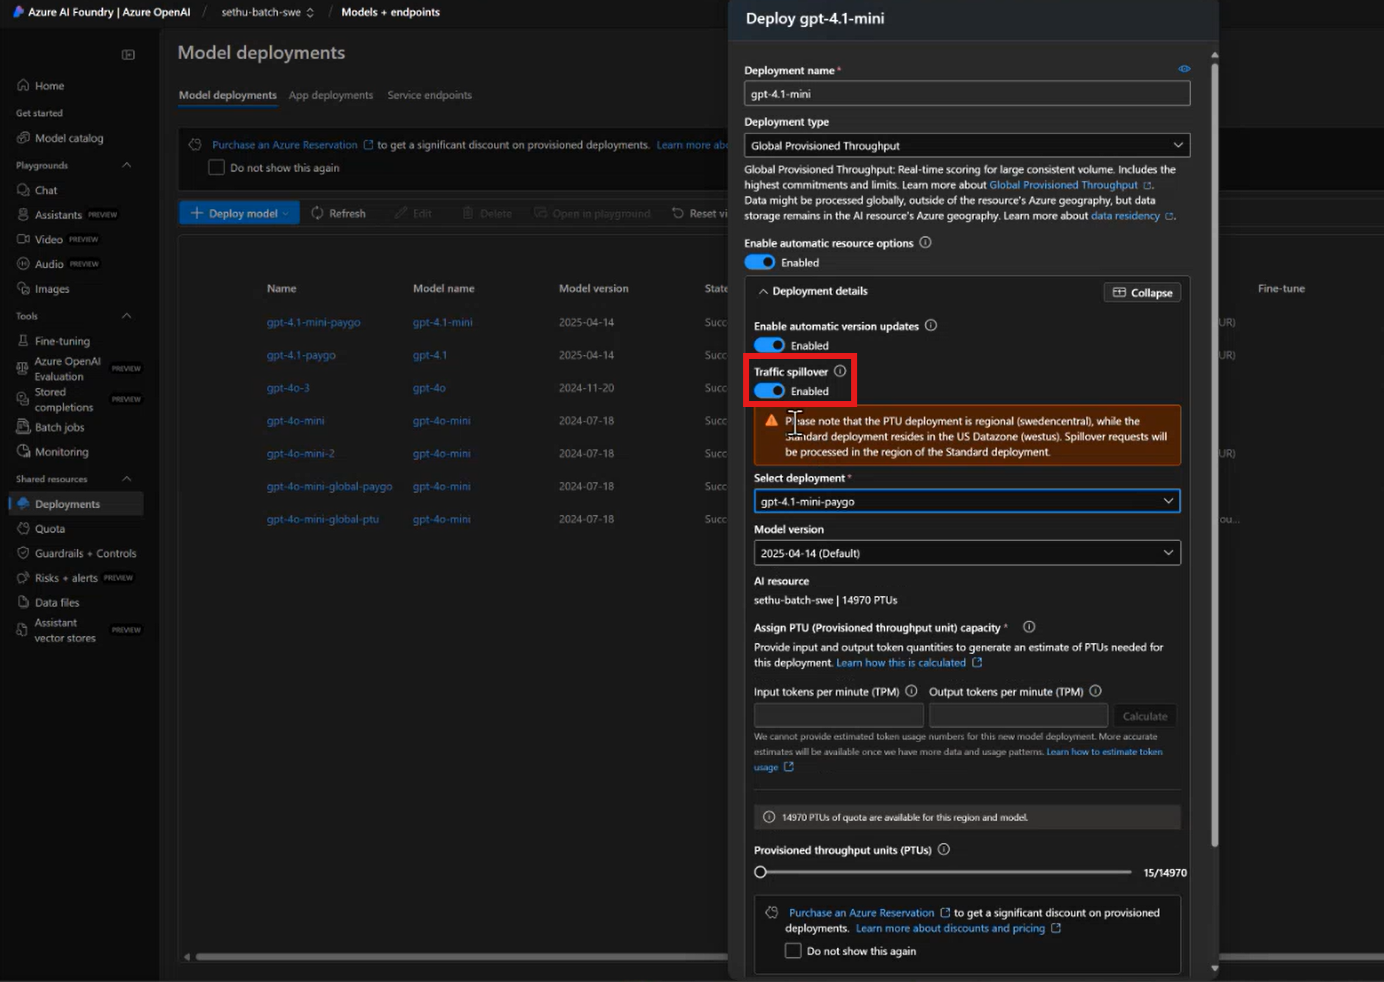 Azure AI Foundry | Azure OpenAI / sethu-batch-swe / Models + endpoints
Home
Get started
Model catalog
Playgrounds
Chat
Assistants PREVIEW
Video PREVIEW
Audio PREVIEW
Images
Tools
Fine-tuning
Azure OpenAI
Evaluation PREVIEW
Stored
completions PREVIEW
Batch jobs
Monitoring
Shared resources
Deployments
Quota
Guardrails + Controls
Risks + alerts PREVIEW
Data files
Assistant
vector stores PREVIEW
Model deployments
Model deployments App deployments Service endpoints
Purchase an Azure Reservation to get a significant discount on provisioned deployments. Learn more abo
Do not show this again
+ Deploy model Refresh Edit Delete Open in playground Reset vi
Name Model name Model version State Fine-tune
gpt-4.1-mini-paygo gpt-4.1-mini 2025-04-14 Succ UR)
gpt-4.1-paygo gpt-4.1 2025-04-14 Succ UR)
gpt-4o-3 gpt-4o 2024-11-20 Succ
gpt-4o-mini gpt-4o-mini 2024-07-18 Succ UR)
gpt-4o-mini-2 gpt-4o-mini 2024-07-18 Succ UR)
gpt-4o-mini-global-paygo gpt-4o-mini 2024-07-18 Succ UR)
gpt-4o-mini-global-ptu gpt-4o-mini 2024-07-18 Succ ou...
Deploy gpt-4.1-mini
Deployment name *
gpt-4.1-mini
Deployment type
Global Provisioned Throughput
Global Provisioned Throughput: Real-time scoring for large consistent volume. Includes the
highest commitments and limits. Learn more about Global Provisioned Throughput.
Data might be processed globally, outside of the resource's Azure geography, but data
storage remains in the AI resource's Azure geography. Learn more about data residency.
Enable automatic resource options
Enabled
Deployment details Collapse
Enable automatic version updates
Enabled
Traffic spillover
Enabled
Please note that the PTU deployment is regional (swedencentral), while the
Standard deployment resides in the US Datazone (westus). Spillover requests will
be processed in the region of the Standard deployment.
Select deployment *
gpt-4.1-mini-paygo
Model version
2025-04-14 (Default)
AI resource
sethu-batch-swe | 14970 PTUs
Assign PTU (Provisioned throughput unit) capacity *
Provide input and output token quantities to generate an estimate of PTUs needed for
this deployment. Learn how this is calculated
Input tokens per minute (TPM) Output tokens per minute (TPM)
Calculate
We cannot provide estimated token usage numbers for this new model deployment. More accurate
estimates will be available once we have more data and usage patterns. Learn how to estimate token
usage
14970 PTUs of quota are available for this region and model.
Provisioned throughput units (PTUs)
15/14970
Purchase an Azure Reservation to get a significant discount on provisioned
deployments. Learn more about discounts and pricing
Do not show this again